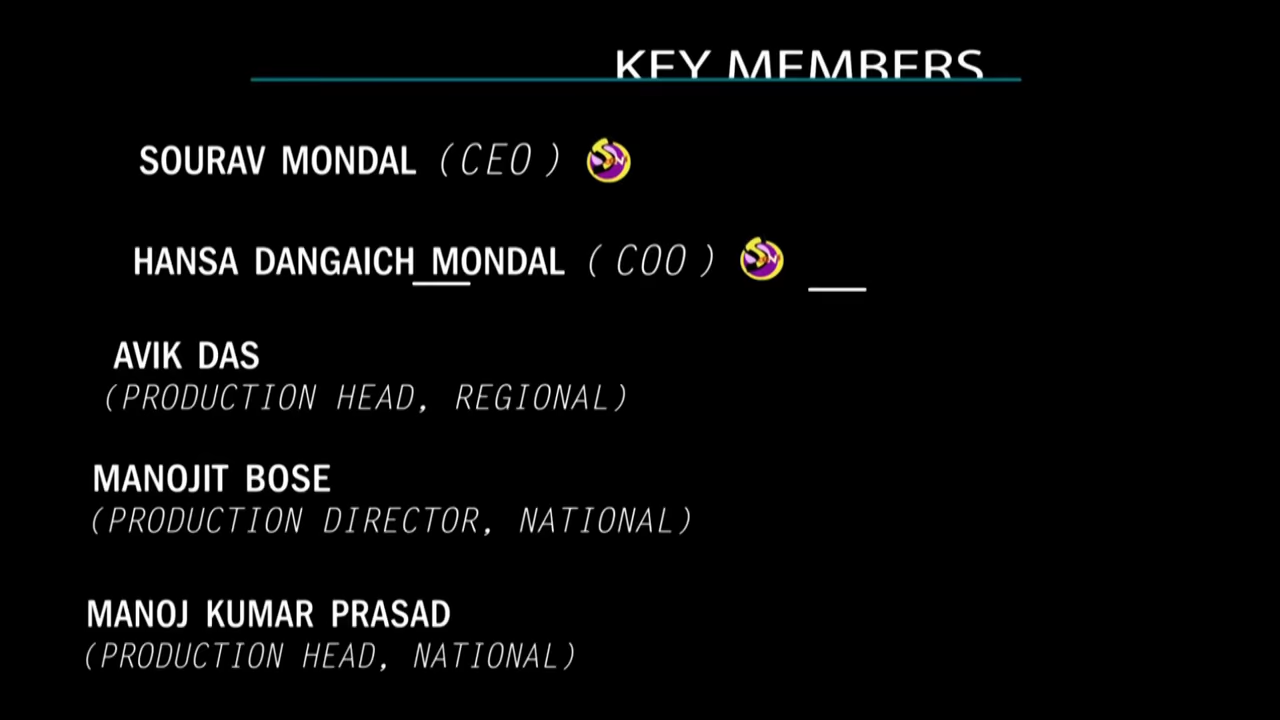 KEY MEMBERS
SOURAV MONDAL (CEO)
HANSA DANGAICH MONDAL (COO)
AVIK DAS
(PRODUCTION HEAD, REGIONAL)
MANOJIT BOSE
(PRODUCTION DIRECTOR, NATIONAL)
MANOJ KUMAR PRASAD
(PRODUCTION HEAD, NATIONAL)